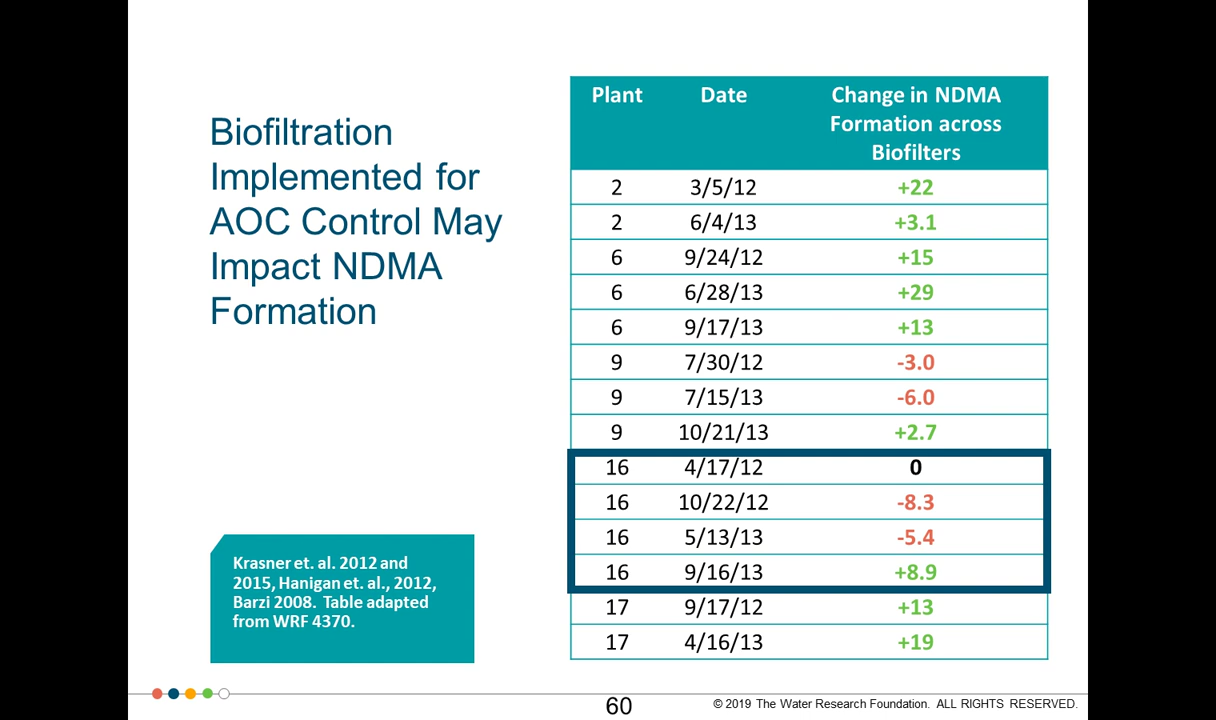 Biofiltration
Implemented for
AOC Control May
Impact NDMA
Formation
Krasner et. al. 2012 and
2015, Hanigan et. al., 2012,
Barzi 2008. Table adapted
from WRF 4370.
Plant Date Change in NDMA
Formation across
Biofilters
2 3/5/12 +22
2 6/4/13 +3.1
6 9/24/12 +15
6 6/28/13 +29
6 9/17/13 +13
9 7/30/12 -3.0
9 7/15/13 -6.0
9 10/21/13 +2.7
16 4/17/12 0
16 10/22/12 -8.3
16 5/13/13 -5.4
16 9/16/13 +8.9
17 9/17/12 +13
17 4/16/13 +19
60
© 2019 The Water Research Foundation. ALL RIGHTS RESERVED.